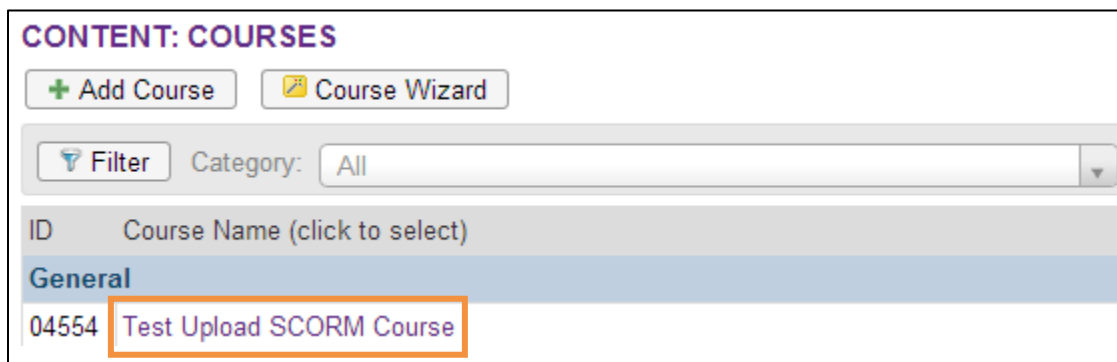 CONTENT: COURSES
Add Course Course Wizard
Filter Category: All
ID Course Name (click to select)
General
04554 Test Upload SCORM Course